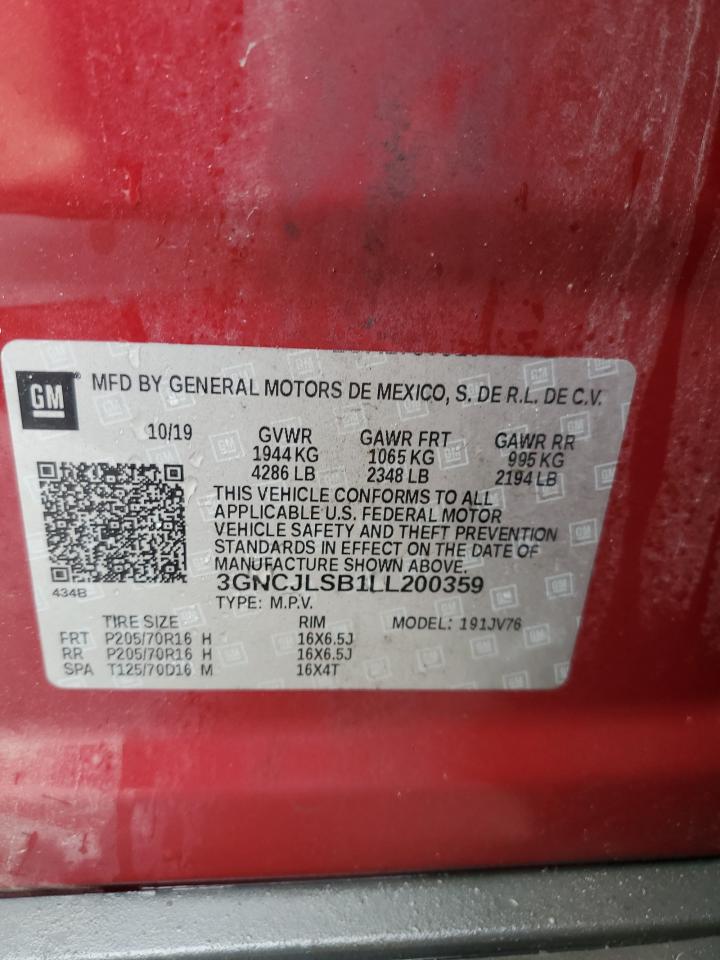 GM
MFD BY GENERAL MOTORS DE MEXICO, S. DE R.L. DE C.V.
10/19 GVWR GAWR FRT GAWR RR
1944 KG 1065 KG 995 KG
4286 LB 2348 LB 2194 LB
THIS VEHICLE CONFORMS TO ALL
APPLICABLE U.S. FEDERAL MOTOR
VEHICLE SAFETY AND THEFT PREVENTION
STANDARDS IN EFFECT ON THE DATE OF
MANUFACTURE SHOWN ABOVE.
434B 3GNCJLSB1LL200359
TYPE: M.P.V.
TIRE SIZE RIM MODEL: 191JV76
FRT P205/70R16 H 16X6.5J
RR P205/70R16 H 16X6.5J
SPA T125/70D16 M 16X4T